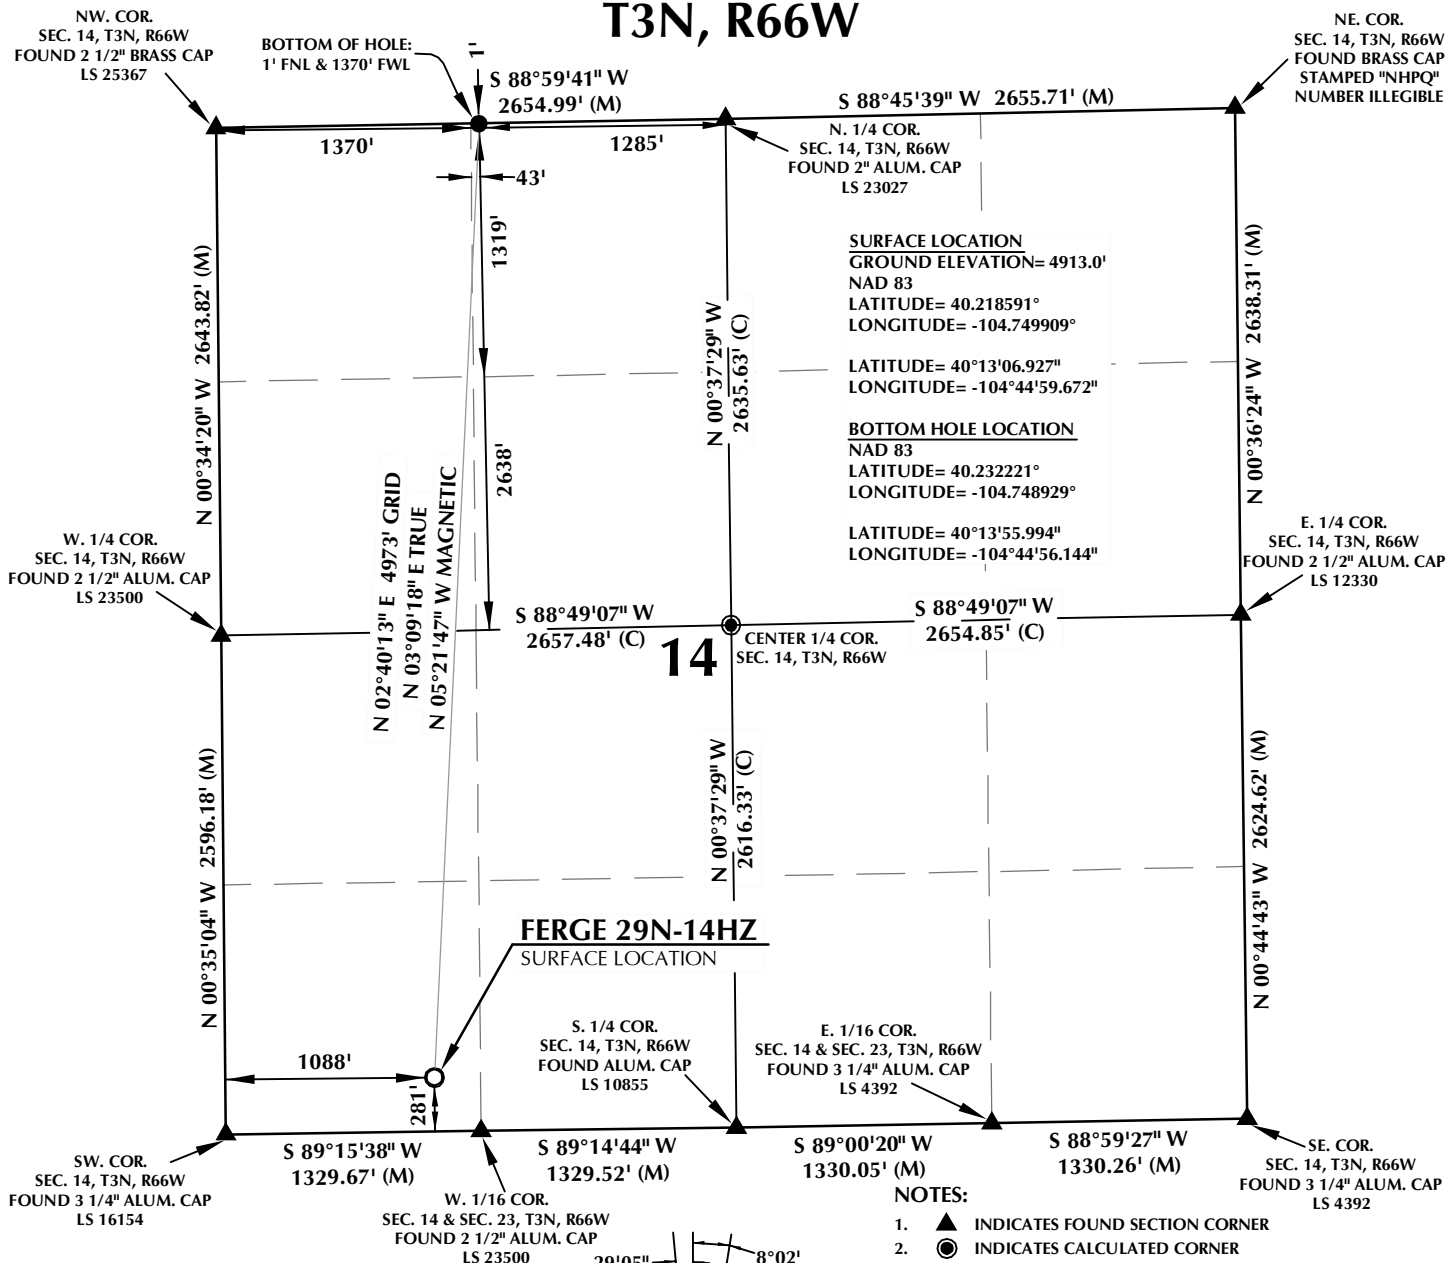 T3N, R66W
NW. COR.
SEC. 14, T3N, R66W
FOUND 2 1/2" BRASS CAP
LS 25367
BOTTOM OF HOLE:
1' FNL & 1370' FWL
1'
S 88°59'41" W
2654.99' (M)
S 88°45'39" W 2655.71' (M)
NE. COR.
SEC. 14, T3N, R66W
FOUND BRASS CAP
STAMPED "NHPQ"
NUMBER ILLEGIBLE
1370'
1285'
N. 1/4 COR.
SEC. 14, T3N, R66W
FOUND 2" ALUM. CAP
LS 23027
43'
1319'
N 00°34'20" W 2643.82' (M)
N 00°37'29" W
2635.63' (C)
SURFACE LOCATION
GROUND ELEVATION= 4913.0'
NAD 83
LATITUDE= 40.218591°
LONGITUDE= -104.749909°
LATITUDE= 40°13'06.927"
LONGITUDE= -104°44'59.672"
BOTTOM HOLE LOCATION
NAD 83
LATITUDE= 40.232221°
LONGITUDE= -104.748929°
LATITUDE= 40°13'55.994"
LONGITUDE= -104°44'56.144"
N 00°36'24" W 2638.31' (M)
2638'
N 02°40'13" E 4973' GRID
N 03°09'18" E TRUE
N 05°21'47" W MAGNETIC
W. 1/4 COR.
SEC. 14, T3N, R66W
FOUND 2 1/2" ALUM. CAP
LS 23500
E. 1/4 COR.
SEC. 14, T3N, R66W
FOUND 2 1/2" ALUM. CAP
LS 12330
S 88°49'07" W
2657.48' (C)
S 88°49'07" W
2654.85' (C)
14
CENTER 1/4 COR.
SEC. 14, T3N, R66W
N 00°35'04" W 2596.18' (M)
N 00°37'29" W
2616.33' (C)
N 00°44'43" W 2624.62' (M)
FERGE 29N-14HZ
SURFACE LOCATION
1088'
281'
S. 1/4 COR.
SEC. 14, T3N, R66W
FOUND ALUM. CAP
LS 10855
E. 1/16 COR.
SEC. 14 & SEC. 23, T3N, R66W
FOUND 3 1/4" ALUM. CAP
LS 4392
S 89°15'38" W
1329.67' (M)
S 89°14'44" W
1329.52' (M)
S 89°00'20" W
1330.05' (M)
S 88°59'27" W
1330.26' (M)
SW. COR.
SEC. 14, T3N, R66W
FOUND 3 1/4" ALUM. CAP
LS 16154
W. 1/16 COR.
SEC. 14 & SEC. 23, T3N, R66W
FOUND 2 1/2" ALUM. CAP
LS 23500
SE. COR.
SEC. 14, T3N, R66W
FOUND 3 1/4" ALUM. CAP
LS 4392
NOTES:
1. INDICATES FOUND SECTION CORNER
2. INDICATES CALCULATED CORNER
29'05"
8°02'